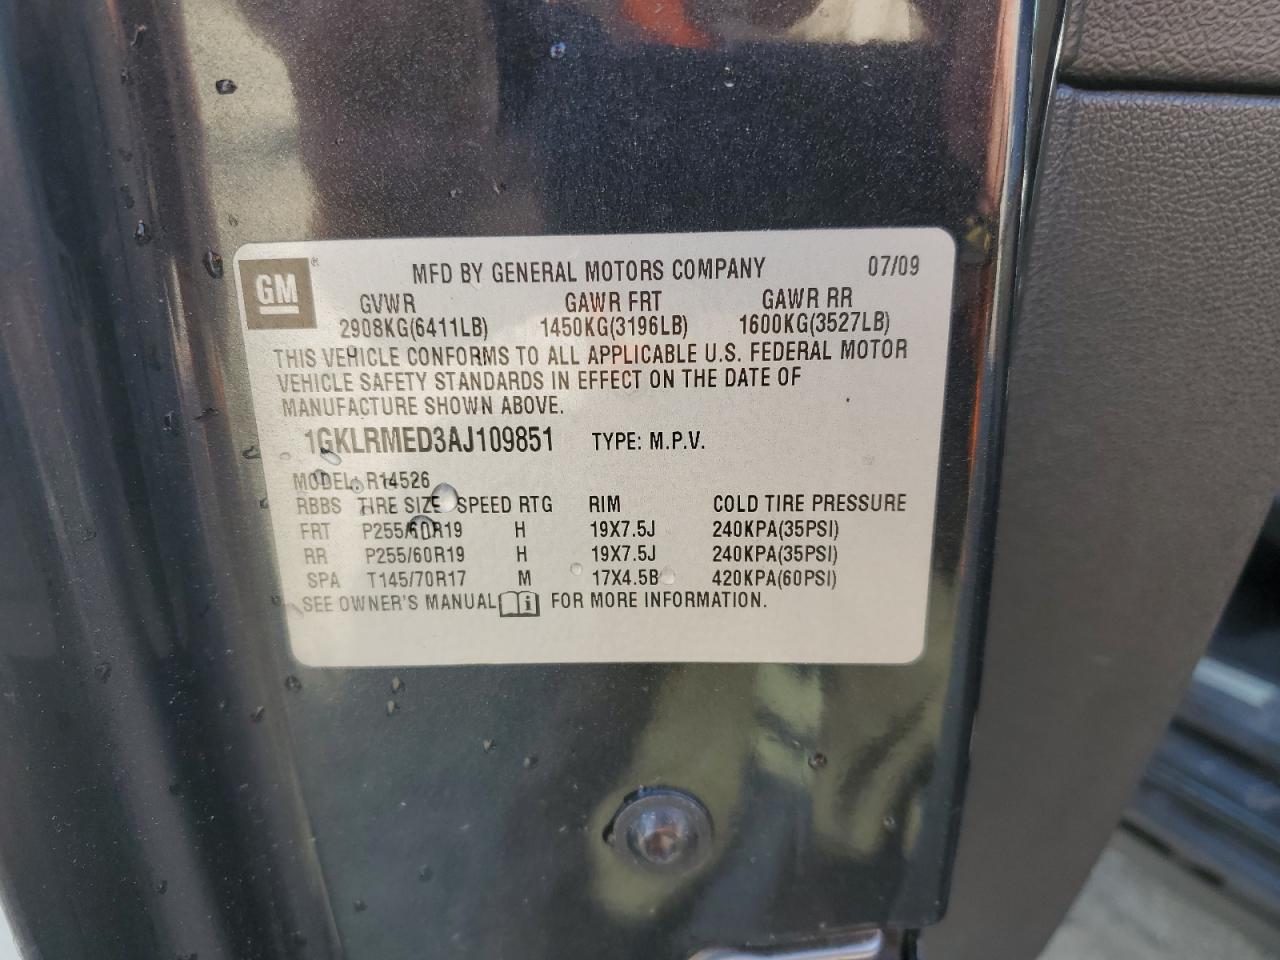 GM ® MFD BY GENERAL MOTORS COMPANY 07/09
GVWR GAWR FRT GAWR RR
2908KG(6411LB) 1450KG(3196LB) 1600KG(3527LB)
THIS VEHICLE CONFORMS TO ALL APPLICABLE U.S. FEDERAL MOTOR
VEHICLE SAFETY STANDARDS IN EFFECT ON THE DATE OF
MANUFACTURE SHOWN ABOVE.
1GKLRMED3AJ109851 TYPE: M.P.V.
MODEL: R14526
RBBS TIRE SIZE SPEED RTG RIM COLD TIRE PRESSURE
FRT P255/60R19 H 19X7.5J 240KPA(35PSI)
RR P255/60R19 H 19X7.5J 240KPA(35PSI)
SPA T145/70R17 M 17X4.5B 420KPA(60PSI)
SEE OWNER'S MANUAL i FOR MORE INFORMATION.